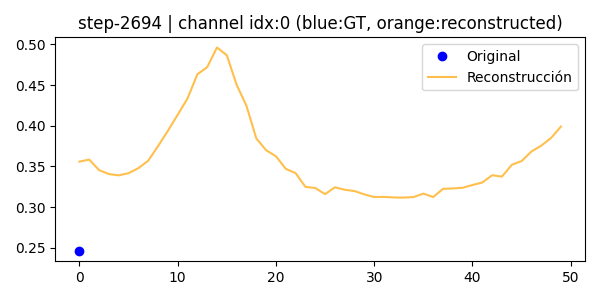 step-2694 | channel idx:0 (blue:GT, orange:reconstructed)
0.50
0.45
0.40
0.35
0.30
0.25
Original
Reconstrucción
0 10 20 30 40 50